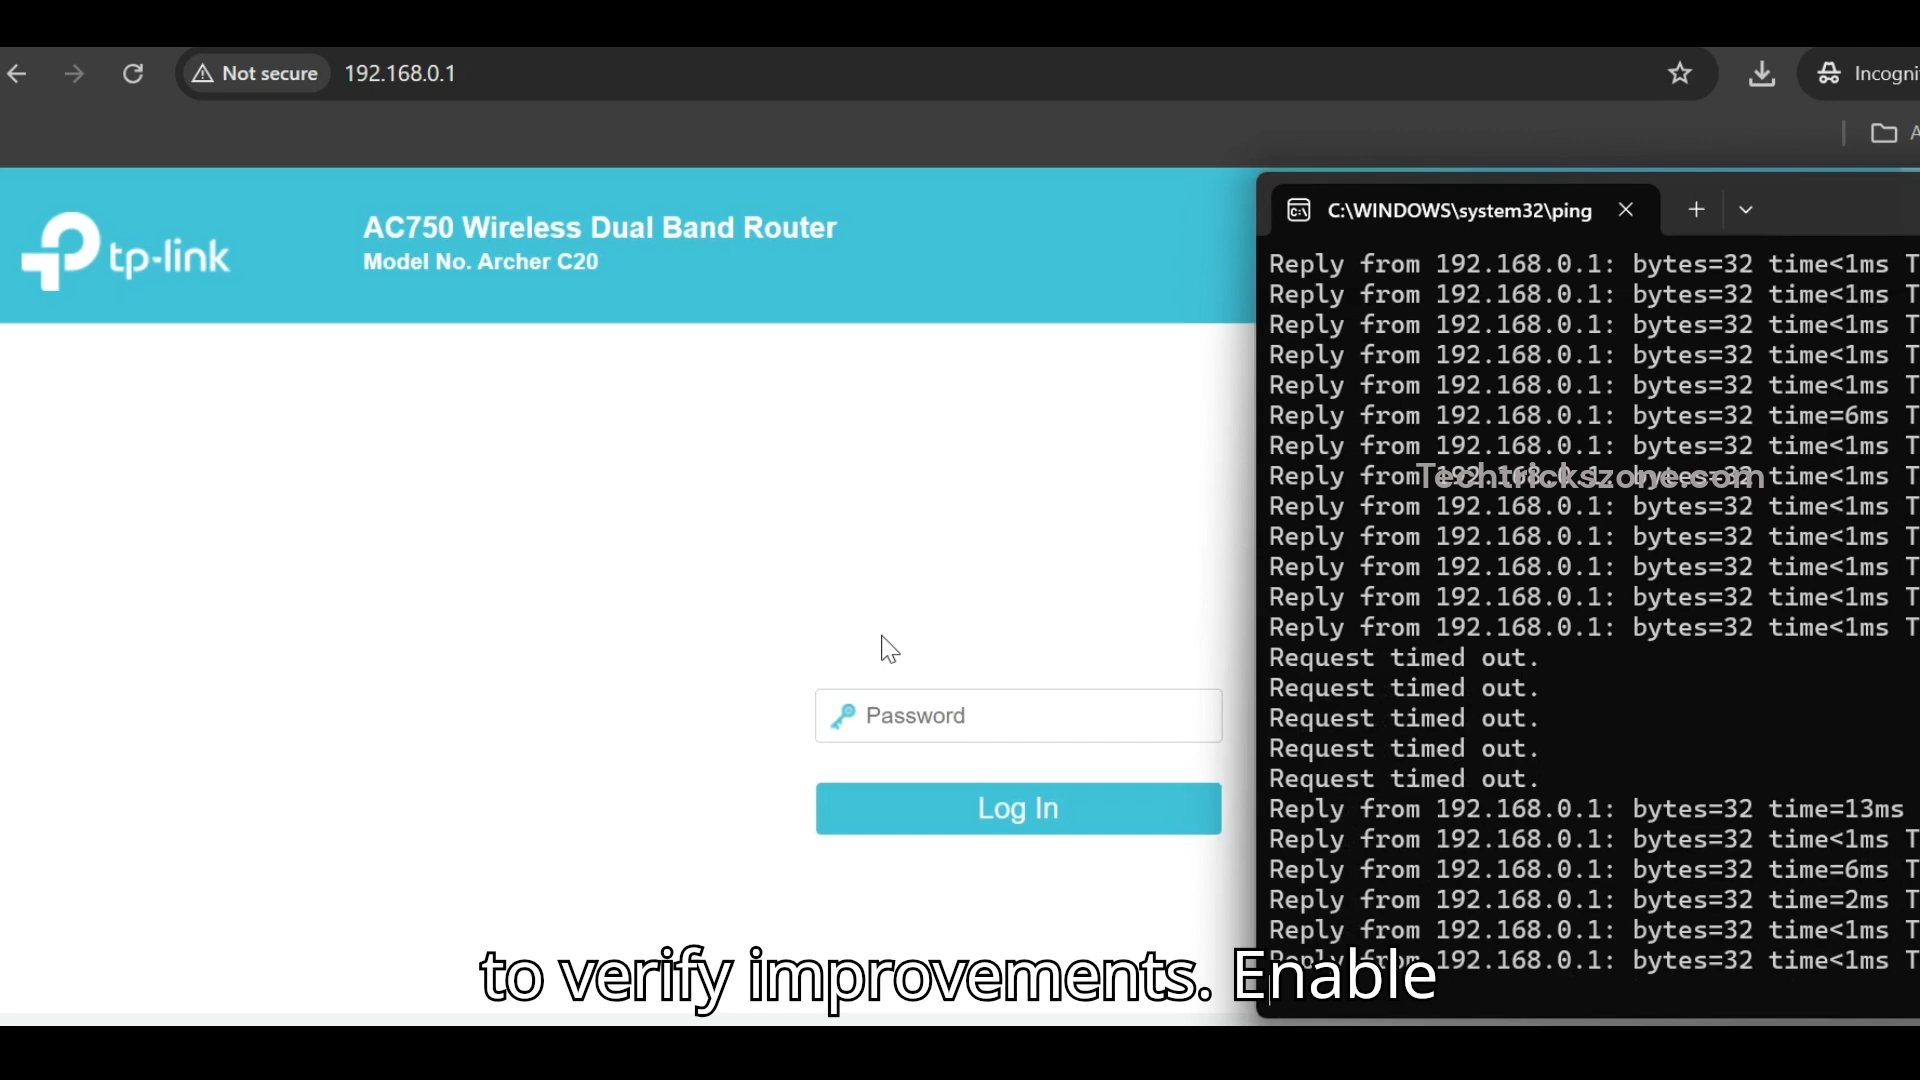 Not secure 192.168.0.1
Incogni
A
tp-link
AC750 Wireless Dual Band Router
Model No. Archer C20
Password
Log In
C:\WINDOWS\system32\ping
Reply from 192.168.0.1: bytes=32 time<1ms T
Reply from 192.168.0.1: bytes=32 time<1ms T
Reply from 192.168.0.1: bytes=32 time<1ms T
Reply from 192.168.0.1: bytes=32 time<1ms T
Reply from 192.168.0.1: bytes=32 time<1ms T
Reply from 192.168.0.1: bytes=32 time=6ms T
Reply from 192.168.0.1: bytes=32 time<1ms T
Reply from 192.168.0.1: bytes=32 time<1ms T
Techtrickszone.com
Reply from 192.168.0.1: bytes=32 time<1ms T
Reply from 192.168.0.1: bytes=32 time<1ms T
Reply from 192.168.0.1: bytes=32 time<1ms T
Reply from 192.168.0.1: bytes=32 time<1ms T
Reply from 192.168.0.1: bytes=32 time<1ms T
Request timed out.
Request timed out.
Request timed out.
Request timed out.
Request timed out.
Reply from 192.168.0.1: bytes=32 time=13ms
Reply from 192.168.0.1: bytes=32 time<1ms T
Reply from 192.168.0.1: bytes=32 time=6ms T
Reply from 192.168.0.1: bytes=32 time=2ms T
Reply from 192.168.0.1: bytes=32 time<1ms T
Reply from 192.168.0.1: bytes=32 time<1ms T
to verify improvements. Enable